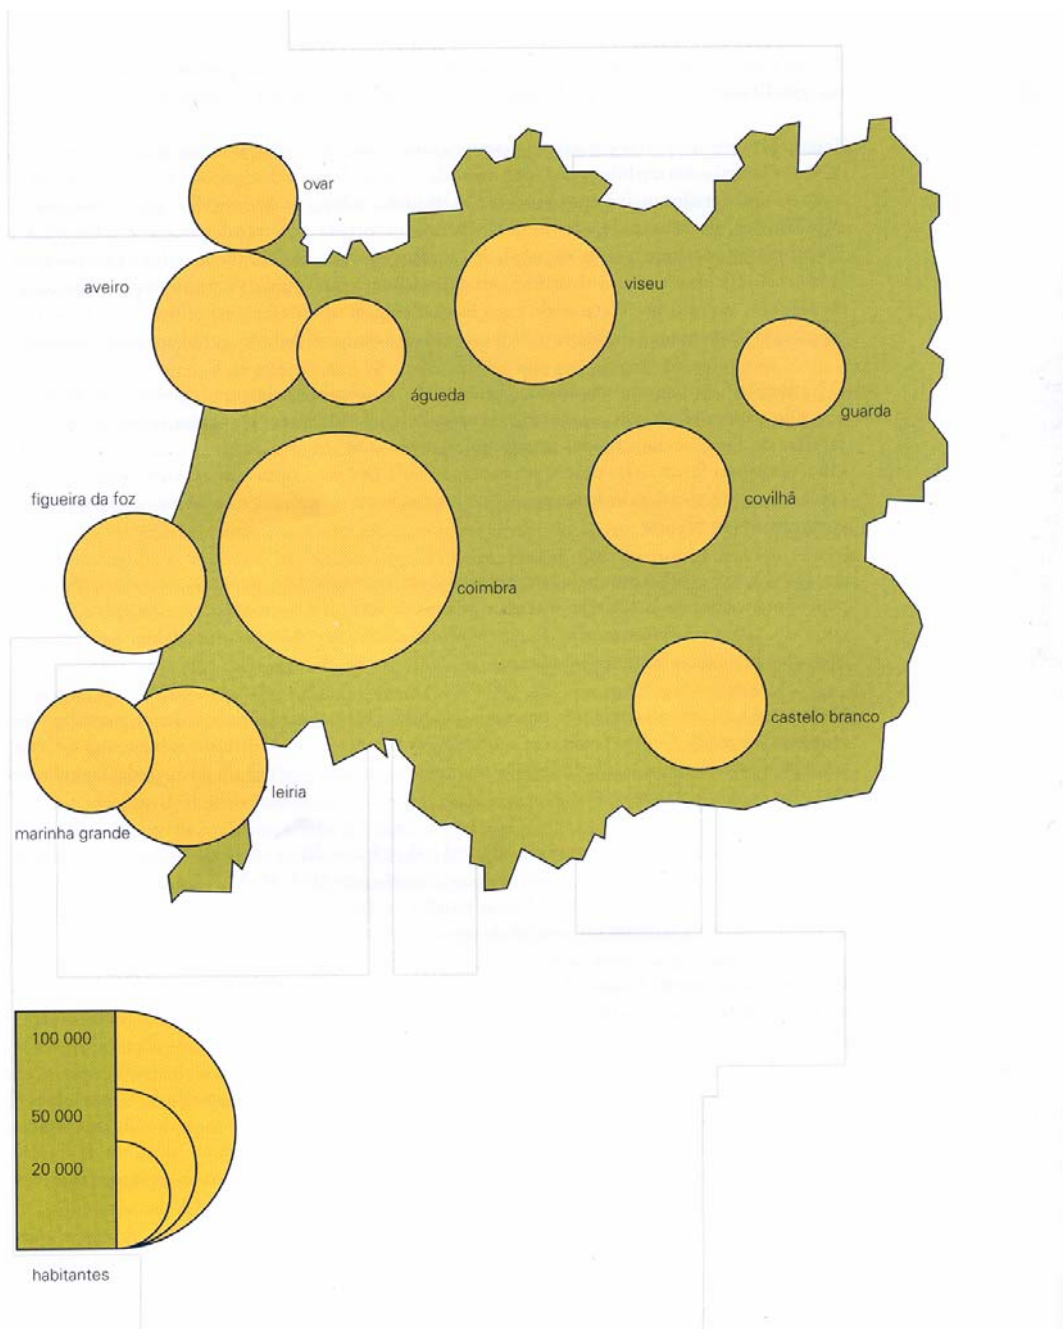 ovar
aveiro
viseu
águeda
guarda
figueira da foz
covilhã
coimbra
castelo branco
leiria
marinha grande
100 000
50 000
20 000
habitantes